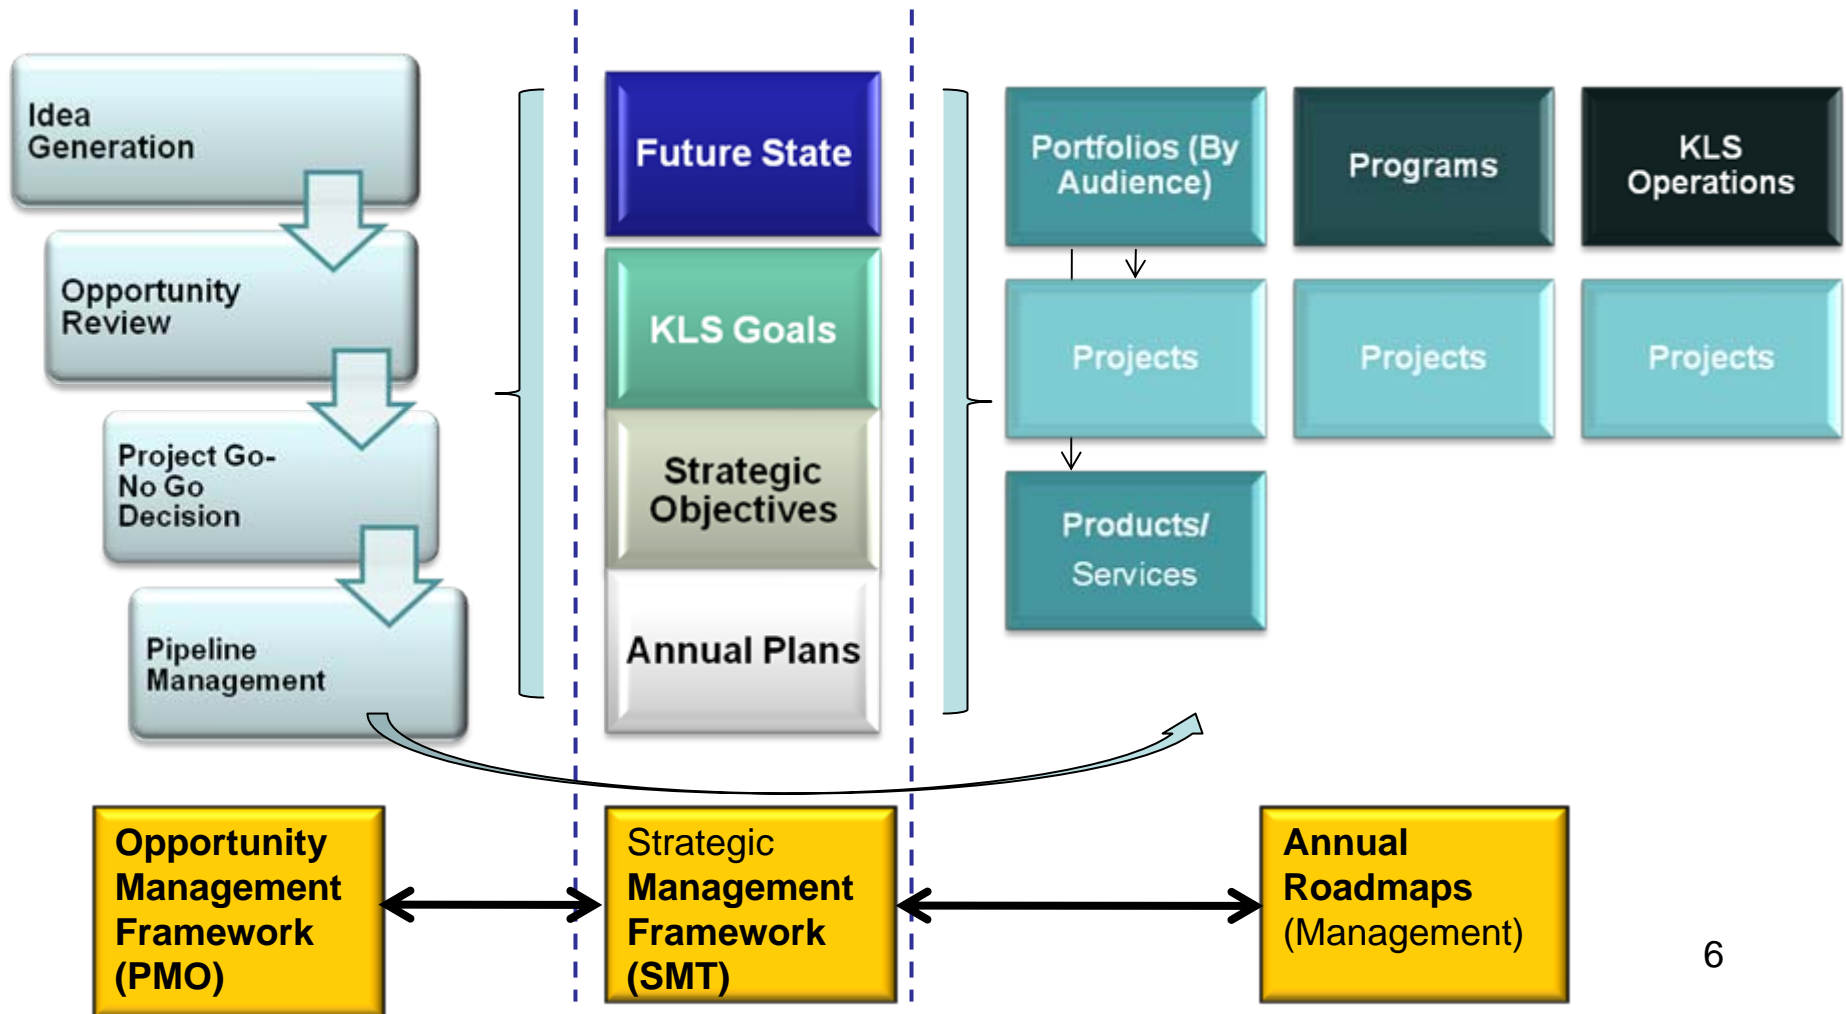 Idea
Generation
Opportunity
Review
Project Go-
No Go
Decision
Pipeline
Management
Future State
KLS Goals
Strategic
Objectives
Annual Plans
Portfolios (By
Audience)
Programs
KLS
Operations
Projects
Projects
Projects
Products/
Services
Opportunity
Management
Framework
(PMO)
Strategic
Management
Framework
(SMT)
Annual
Roadmaps
(Management)
6